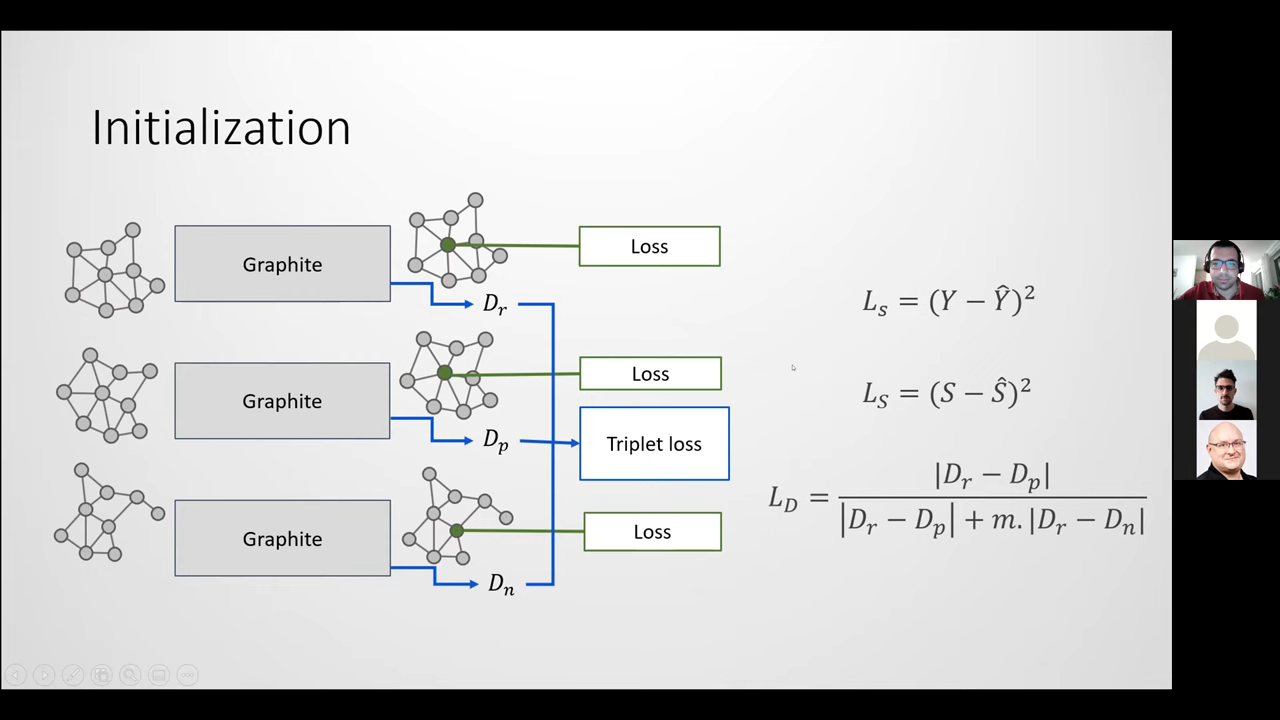 Initialization
Graphite
Loss
D_r
Graphite
Loss
D_p
Triplet loss
Graphite
Loss
D_n
L_s = (Y − Ŷ)²
L_S = (S − Ŝ)²
L_D = |D_r − D_p| / (|D_r − D_p| + m. |D_r − D_n|)